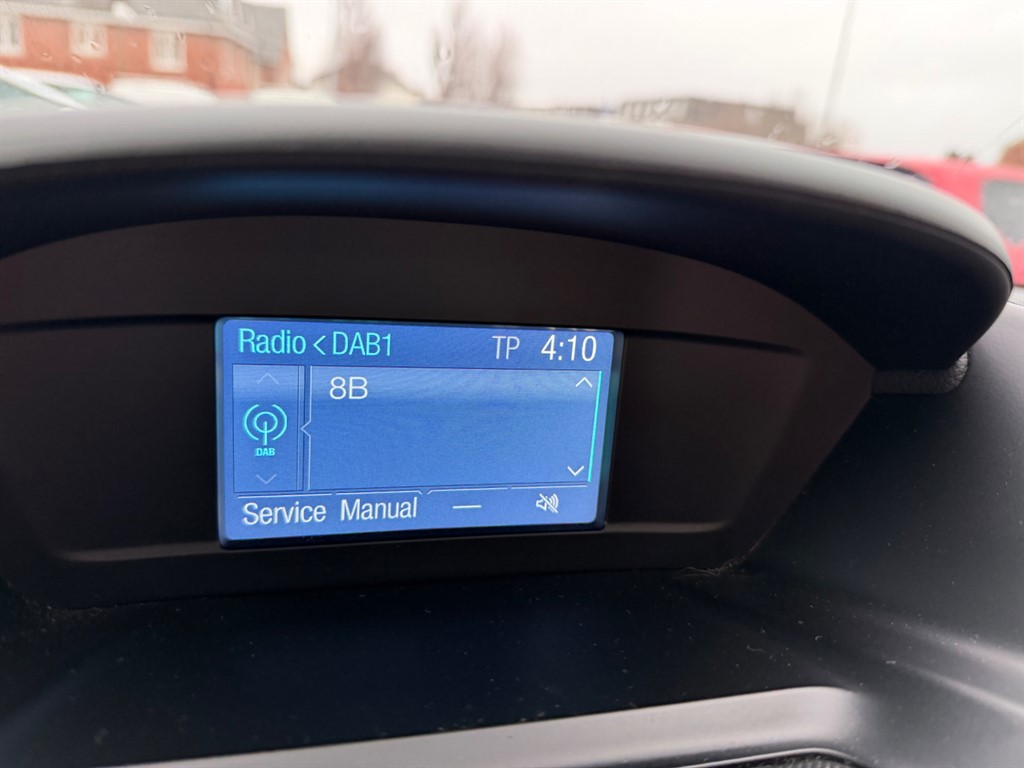 Radio < DAB1 TP 4:10
8B
DAB
Service Manual —